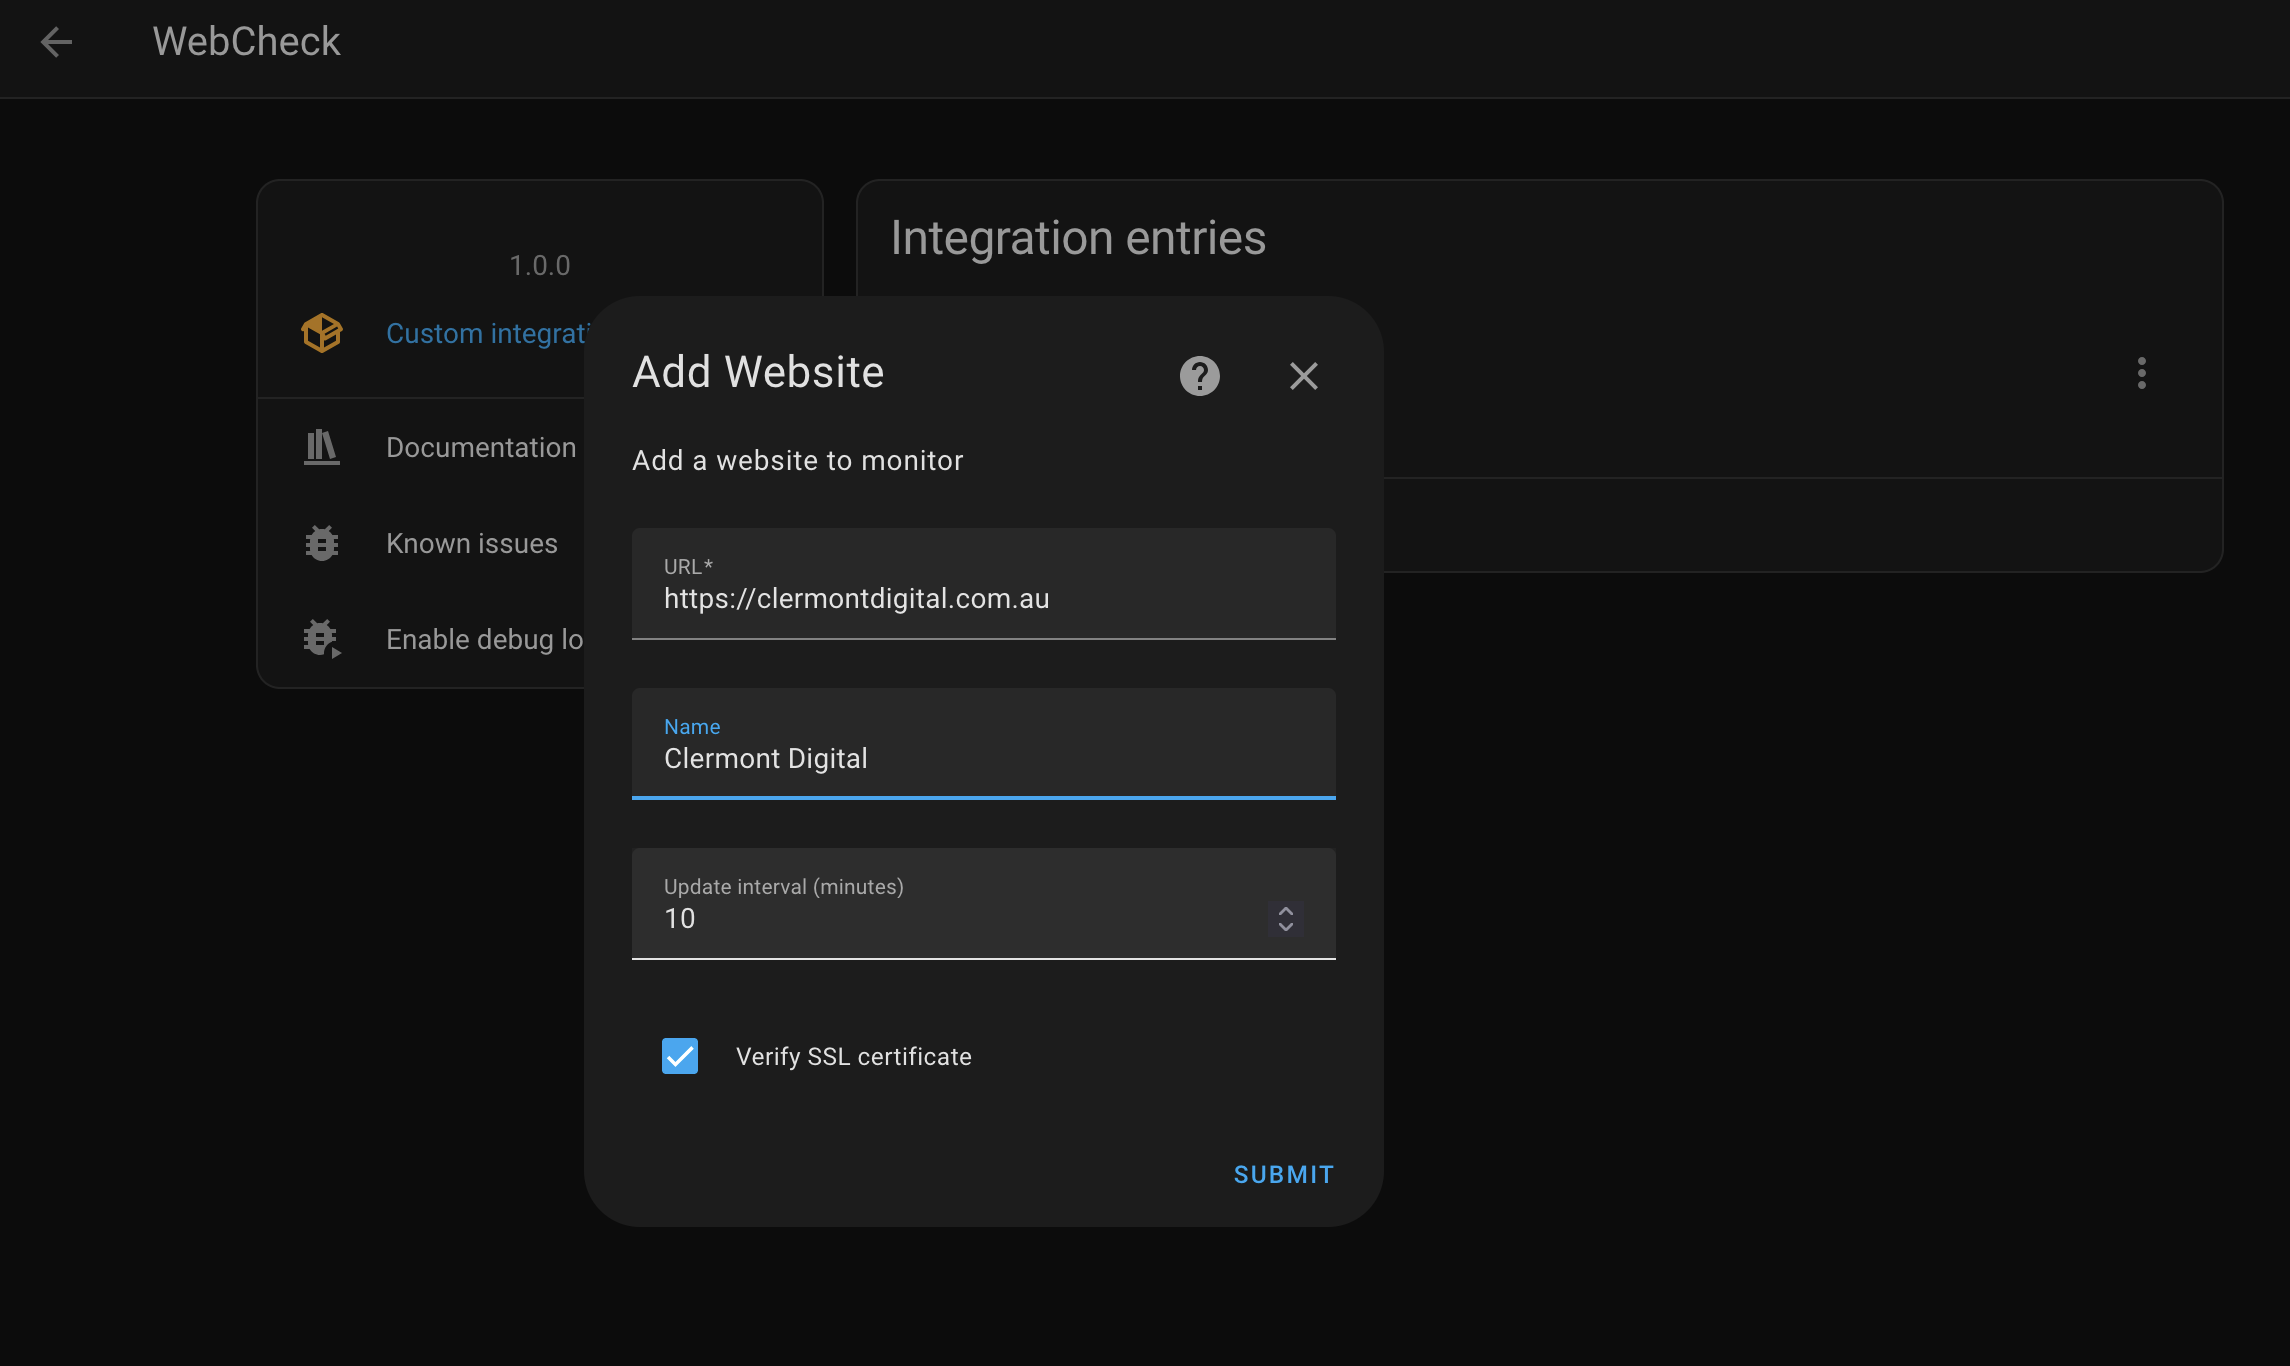 WebCheck
1.0.0
Custom integrati
Documentation
Known issues
Enable debug lo
Integration entries
Add Website
Add a website to monitor
URL*
https://clermontdigital.com.au
Name
Clermont Digital
Update interval (minutes)
10
Verify SSL certificate
SUBMIT